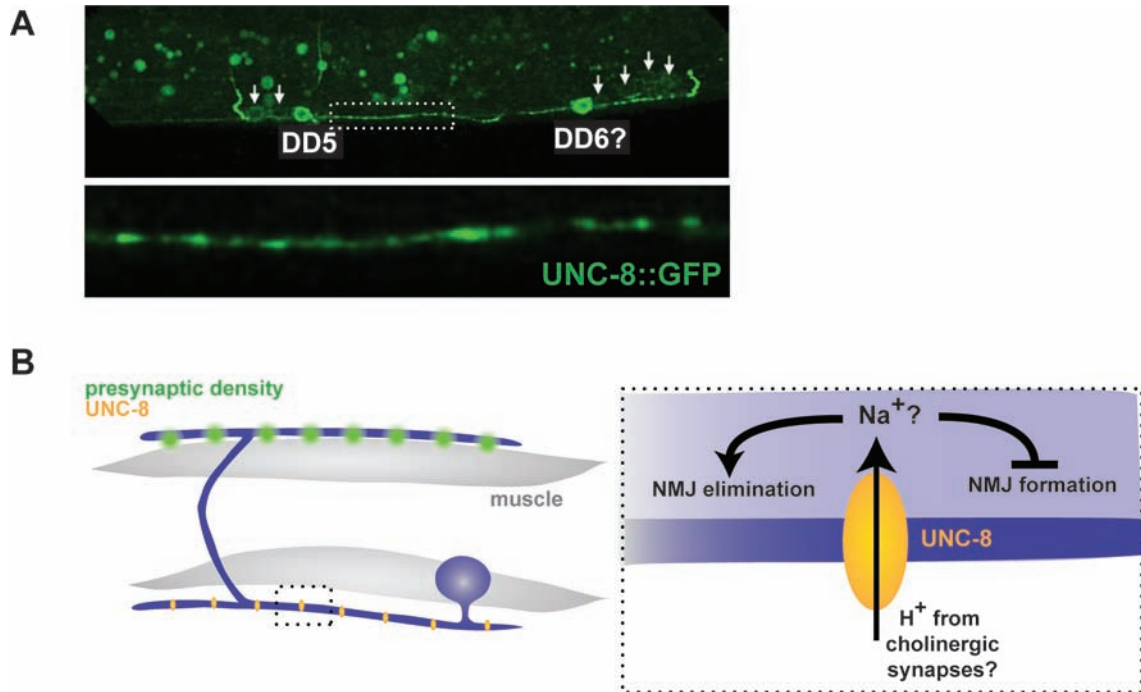 A
DD5
DD6?
UNC-8::GFP
B
presynaptic density
UNC-8
muscle
Na⁺?
NMJ elimination
NMJ formation
UNC-8
H⁺ from
cholinergic
synapses?